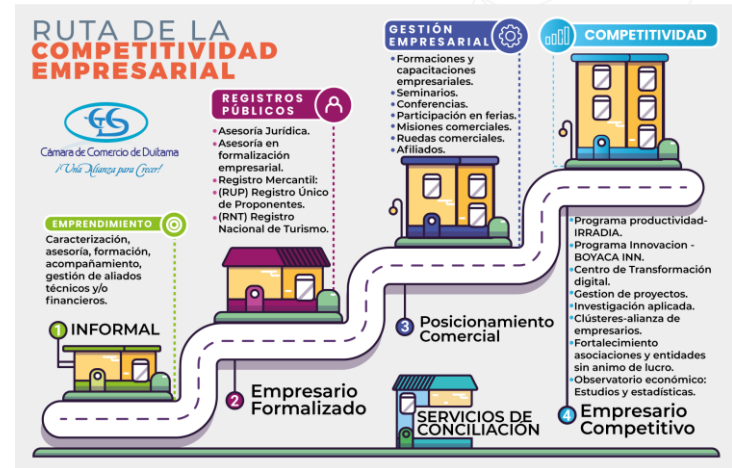 RUTA DE LA
COMPETITIVIDAD
EMPRESARIAL
Cámara de Comercio de Duitama
¡Una Alianza para Crecer!
EMPRENDIMIENTO
Caracterización,
asesoría, formación,
acompañamiento,
gestión de aliados
técnicos y/o
financieros.
1 INFORMAL
REGISTROS
PÚBLICOS
•Asesoría Jurídica.
•Asesoría en
formalización
empresarial.
•Registro Mercantil:
•(RUP) Registro Único
de Proponentes.
•(RNT) Registro
Nacional de Turismo.
2 Empresario
Formalizado
GESTIÓN
EMPRESARIAL
•Formaciones y
capacitaciones
empresariales.
•Seminarios.
•Conferencias.
•Participación en ferias.
•Misiones comerciales.
•Ruedas comerciales.
•Afiliados.
3 Posicionamiento
Comercial
COMPETITIVIDAD
•Programa productividad-
IRRADIA.
•Programa Innovacion -
BOYACA INN.
•Centro de Transformación
digital.
•Gestion de proyectos.
•Investigación aplicada.
•Clústeres-alianza de
empresarios.
•Fortalecimiento
asociaciones y entidades
sin animo de lucro.
•Observatorio económico:
Estudios y estadísticas.
4 Empresario
Competitivo
SERVICIOS DE
CONCILIACIÓN